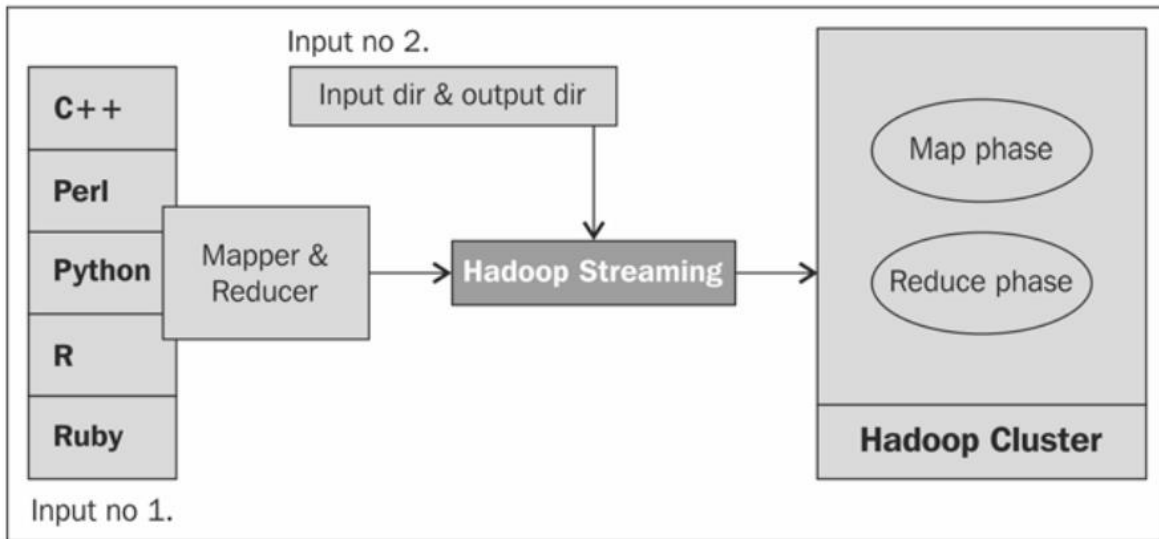 Input no 2.
Input dir & output dir
C++
Perl
Python
R
Ruby
Mapper &
Reducer
Hadoop Streaming
Map phase
Reduce phase
Hadoop Cluster
Input no 1.